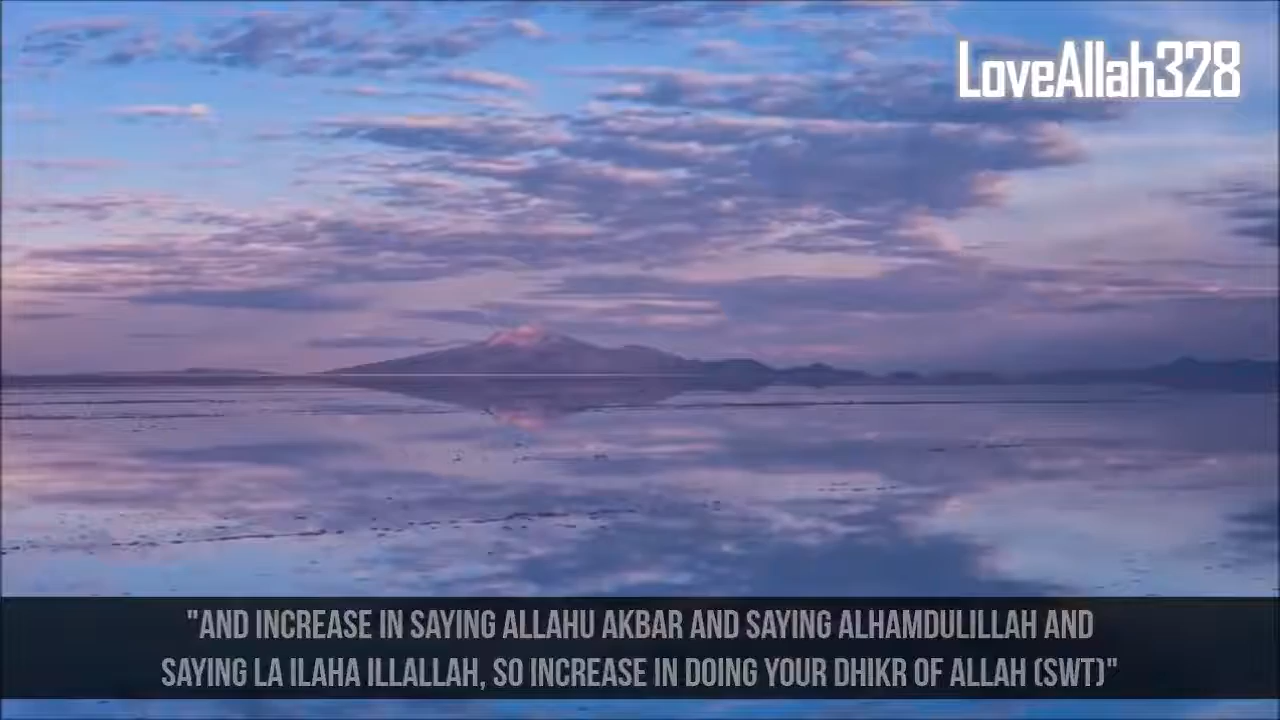 LoveAllah328
"AND INCREASE IN SAYING ALLAHU AKBAR AND SAYING ALHAMDULILLAH AND
SAYING LA ILAHA ILLALLAH, SO INCREASE IN DOING YOUR DHIKR OF ALLAH (SWT)"